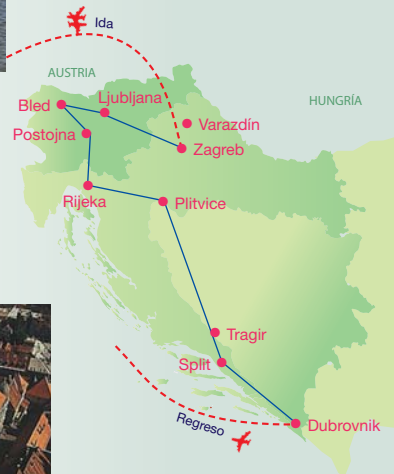 Ida
AUSTRIA
HUNGRÍA
Bled
Ljubljana
Varazdín
Postojna
Zagreb
Rijeka
Plitvice
Tragir
Split
Regreso
Dubrovnik